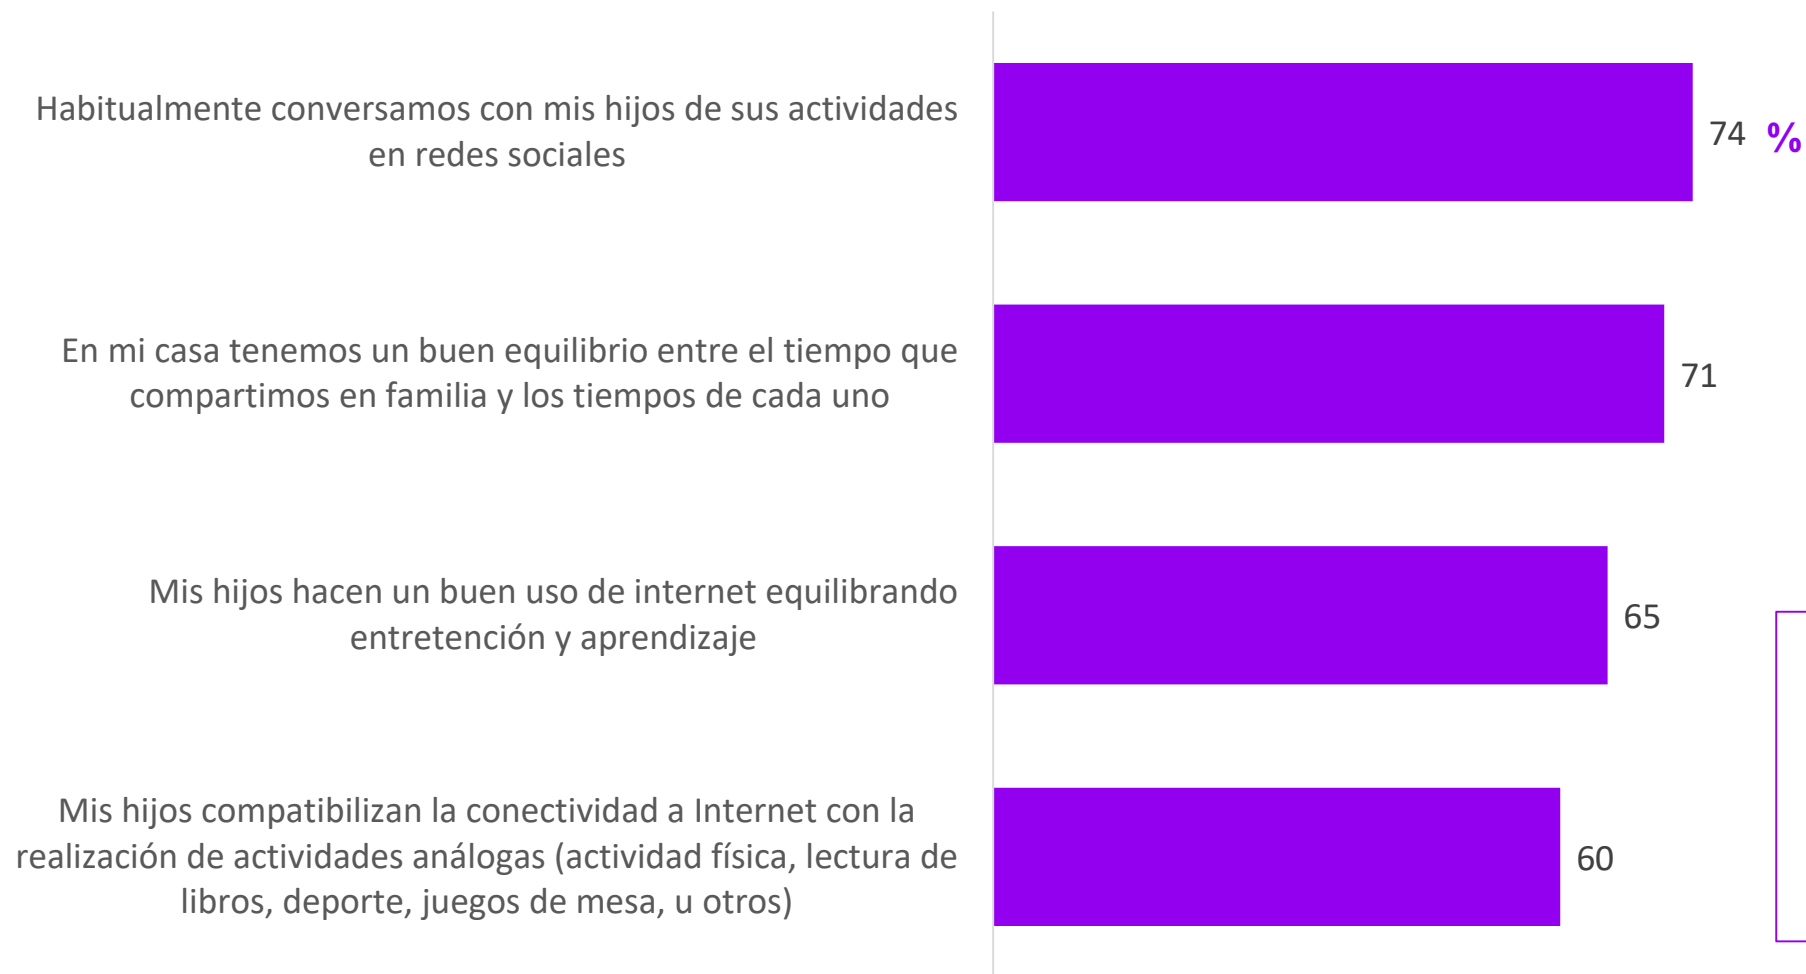 Habitualmente conversamos con mis hijos de sus actividades
en redes sociales
74 %
En mi casa tenemos un buen equilibrio entre el tiempo que
compartimos en familia y los tiempos de cada uno
71
Mis hijos hacen un buen uso de internet equilibrando
entretención y aprendizaje
65
Mis hijos compatibilizan la conectividad a Internet con la
realización de actividades análogas (actividad física, lectura de
libros, deporte, juegos de mesa, u otros)
60